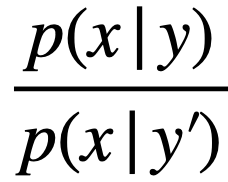 p(x | y)
p(x | y′)